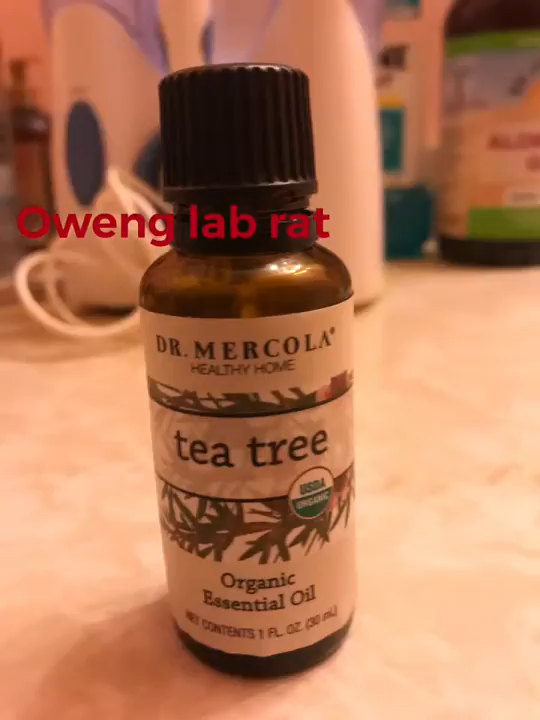 Oweng lab rat
DR. MERCOLA®
HEALTHY HOME
tea tree
USDA
ORGANIC
Organic
Essential Oil
NET CONTENTS 1 FL. OZ. (30 mL)